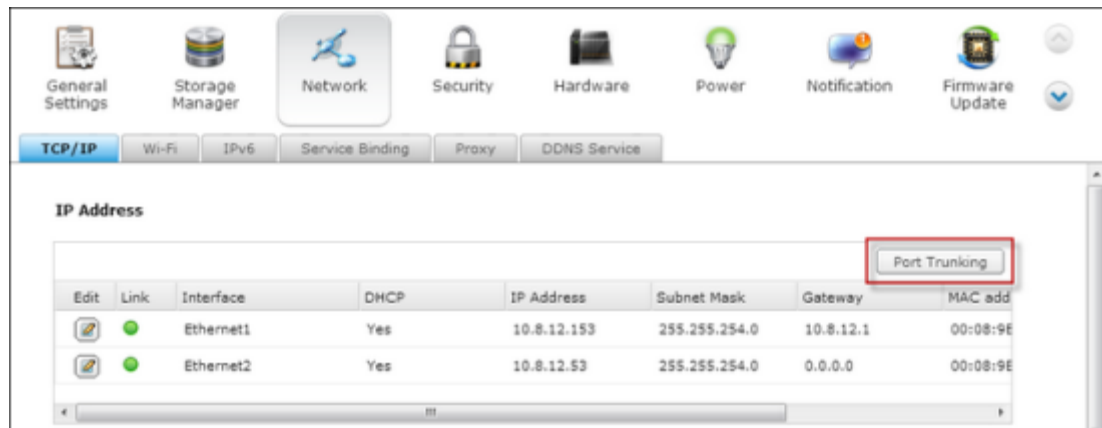 General Settings
Storage Manager
Network
Security
Hardware
Power
Notification
1
Firmware Update
TCP/IP Wi-Fi IPv6 Service Binding Proxy DDNS Service
IP Address
Port Trunking
Edit Link Interface DHCP IP Address Subnet Mask Gateway MAC add
Ethernet1 Yes 10.8.12.153 255.255.254.0 10.8.12.1 00:08:9E
Ethernet2 Yes 10.8.12.53 255.255.254.0 0.0.0.0 00:08:9E